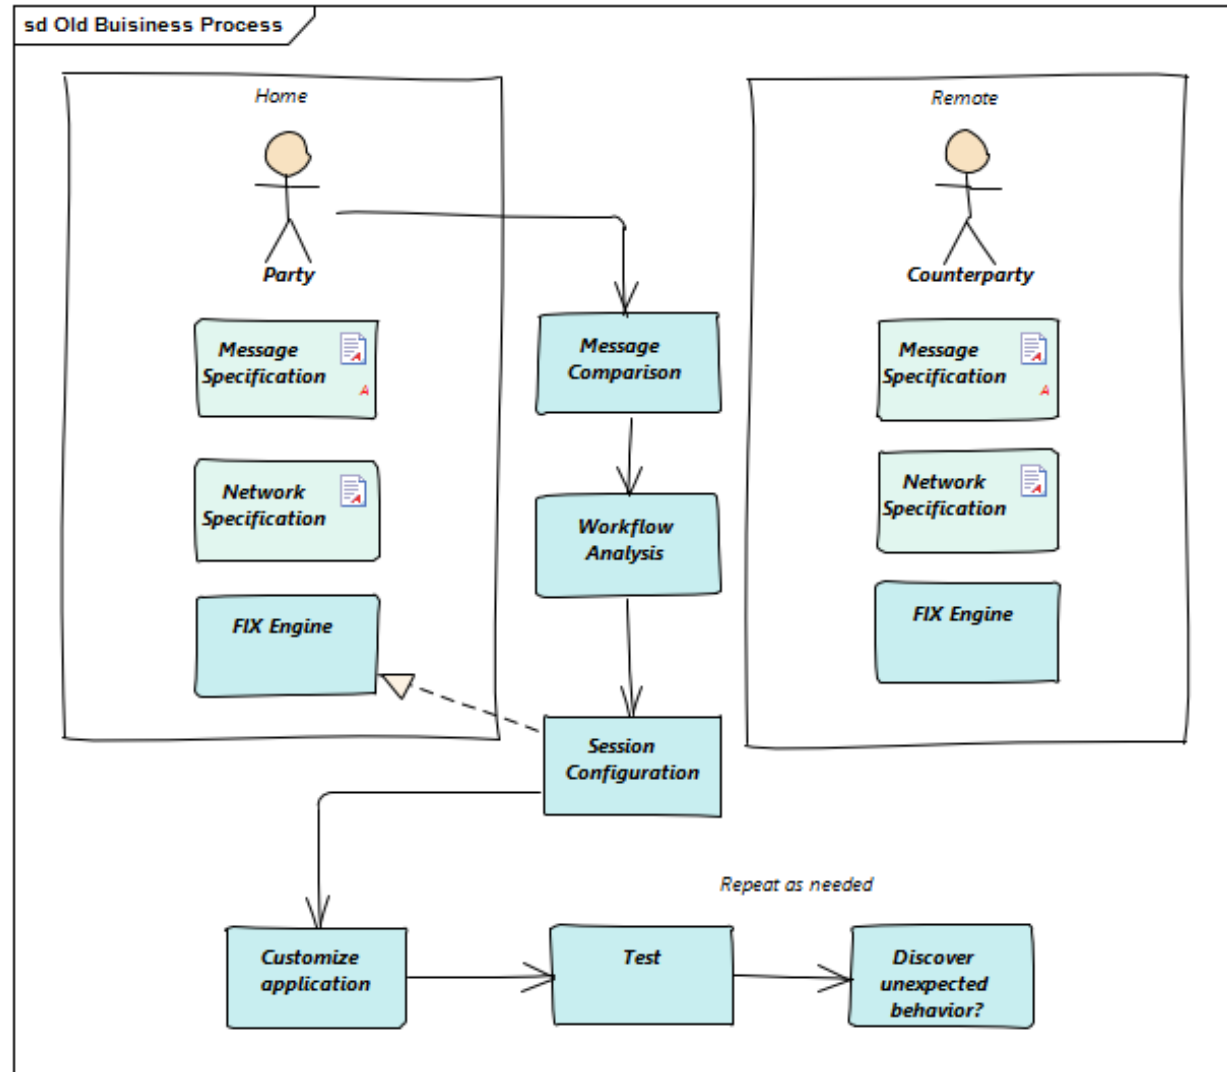 sd Old Buisiness Process
Home
Remote
Party
Counterparty
Message
Specification
A
Message
Comparison
Message
Specification
A
Network
Specification
Workflow
Analysis
Network
Specification
FIX Engine
FIX Engine
Session
Configuration
Repeat as needed
Customize
application
Test
Discover
unexpected
behavior?